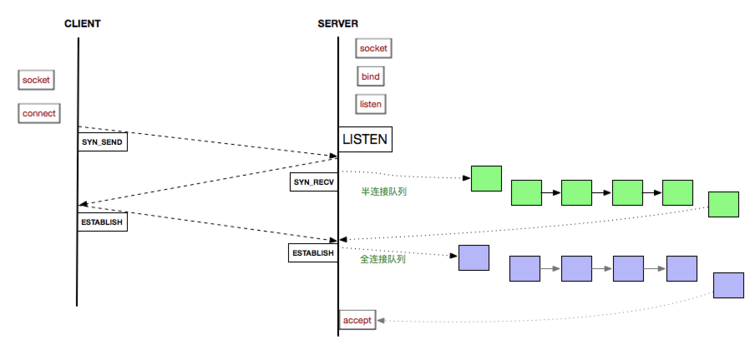 CLIENT
SERVER
socket
socket
bind
connect
listen
SYN_SEND
LISTEN
SYN_RECV
半连接队列
ESTABLISH
ESTABLISH
全连接队列
accept